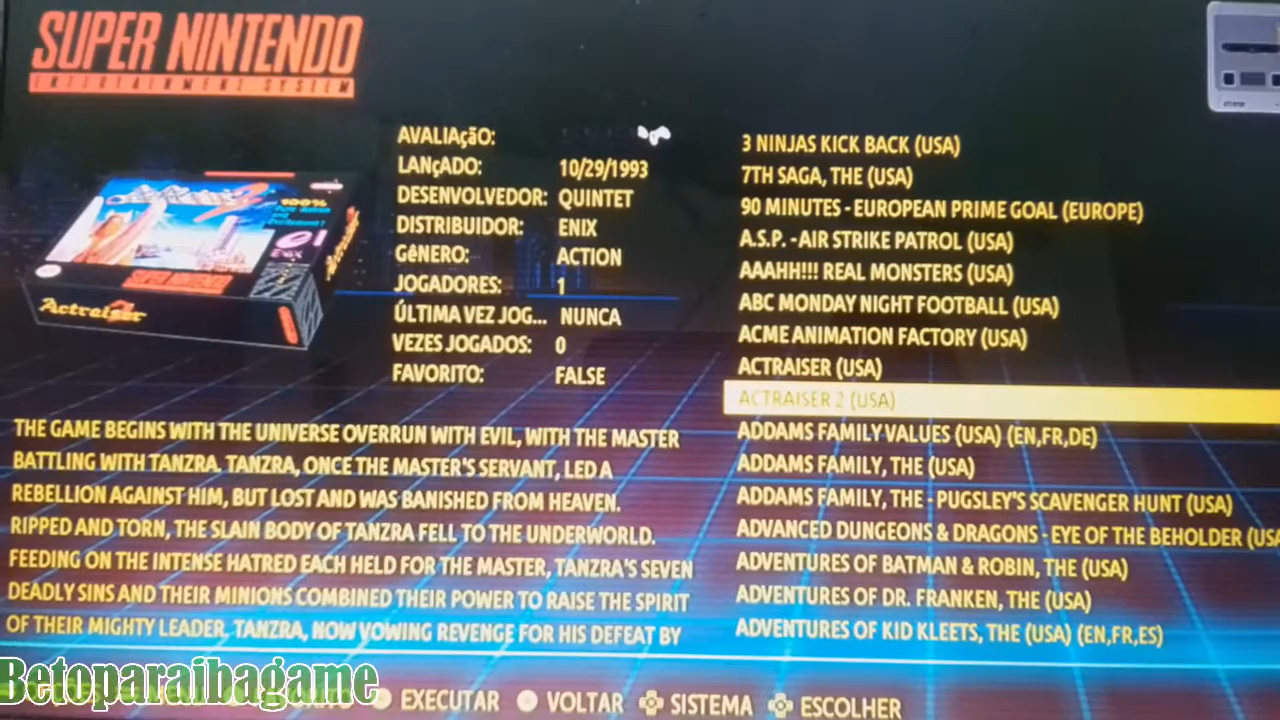 SUPER NINTENDO
ENTERTAINMENT SYSTEM
100%
ENIX
SUPER NINTENDO
Actraiser 2
Actraiser
AVALIAçãO:
LANçADO: 10/29/1993
DESENVOLVEDOR: QUINTET
DISTRIBUIDOR: ENIX
GêNERO: ACTION
JOGADORES: 1
ÚLTIMA VEZ JOG... NUNCA
VEZES JOGADOS: 0
FAVORITO: FALSE
THE GAME BEGINS WITH THE UNIVERSE OVERRUN WITH EVIL, WITH THE MASTER
BATTLING WITH TANZRA. TANZRA, ONCE THE MASTER'S SERVANT, LED A
REBELLION AGAINST HIM, BUT LOST AND WAS BANISHED FROM HEAVEN.
RIPPED AND TORN, THE SLAIN BODY OF TANZRA FELL TO THE UNDERWORLD.
FEEDING ON THE INTENSE HATRED EACH HELD FOR THE MASTER, TANZRA'S SEVEN
DEADLY SINS AND THEIR MINIONS COMBINED THEIR POWER TO RAISE THE SPIRIT
OF THEIR MIGHTY LEADER. TANZRA, NOW VOWING REVENGE FOR HIS DEFEAT BY
3 NINJAS KICK BACK (USA)
7TH SAGA, THE (USA)
90 MINUTES - EUROPEAN PRIME GOAL (EUROPE)
A.S.P. - AIR STRIKE PATROL (USA)
AAAHH!!! REAL MONSTERS (USA)
ABC MONDAY NIGHT FOOTBALL (USA)
ACME ANIMATION FACTORY (USA)
ACTRAISER (USA)
ACTRAISER 2 (USA)
ADDAMS FAMILY VALUES (USA) (EN,FR,DE)
ADDAMS FAMILY, THE (USA)
ADDAMS FAMILY, THE - PUGSLEY'S SCAVENGER HUNT (USA)
ADVANCED DUNGEONS & DRAGONS - EYE OF THE BEHOLDER (USA
ADVENTURES OF BATMAN & ROBIN, THE (USA)
ADVENTURES OF DR. FRANKEN, THE (USA)
ADVENTURES OF KID KLEETS, THE (USA) (EN,FR,ES)
Betoparaibagame
EXECUTAR VOLTAR SISTEMA ESCOLHER